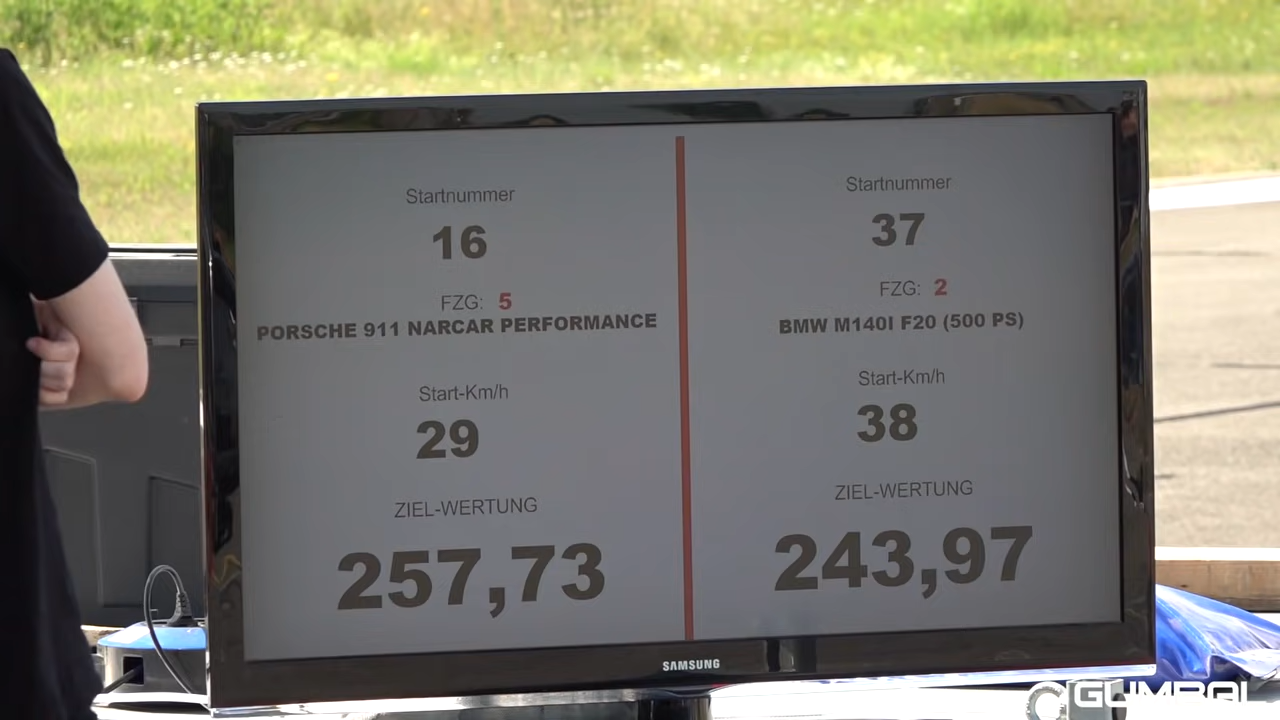 Startnummer
16
FZG: 5
PORSCHE 911 NARCAR PERFORMANCE
Start-Km/h
29
ZIEL-WERTUNG
257,73
Startnummer
37
FZG: 2
BMW M140I F20 (500 PS)
Start-Km/h
38
ZIEL-WERTUNG
243,97
SAMSUNG
GUMBAL